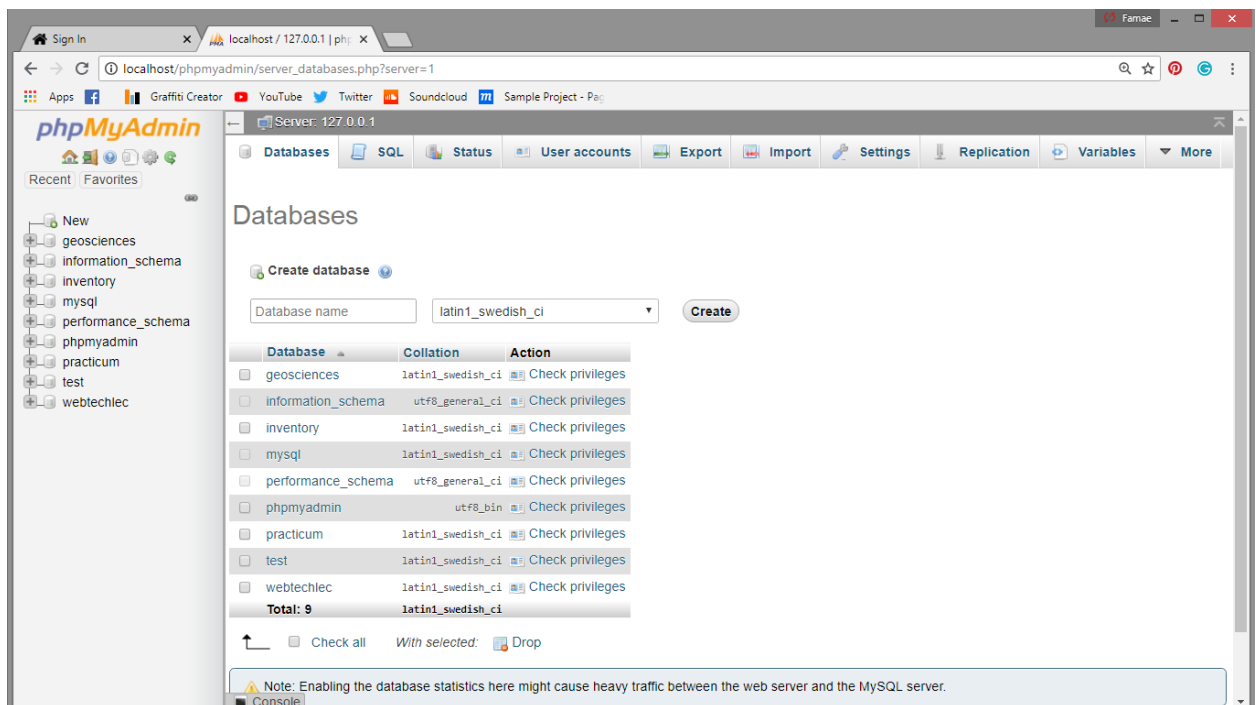 Famae
Sign In
localhost / 127.0.0.1 | php
localhost/phpmyadmin/server_databases.php?server=1
Apps Graffiti Creator YouTube Twitter Soundcloud Sample Project - Pag
phpMyAdmin
Recent Favorites
New
geosciences
information_schema
inventory
mysql
performance_schema
phpmyadmin
practicum
test
webtechlec
Server: 127.0.0.1
Databases SQL Status User accounts Export Import Settings Replication Variables More
Databases
Create database
Database name latin1_swedish_ci Create
Database Collation Action
geosciences latin1_swedish_ci Check privileges
information_schema utf8_general_ci Check privileges
inventory latin1_swedish_ci Check privileges
mysql latin1_swedish_ci Check privileges
performance_schema utf8_general_ci Check privileges
phpmyadmin utf8_bin Check privileges
practicum latin1_swedish_ci Check privileges
test latin1_swedish_ci Check privileges
webtechlec latin1_swedish_ci Check privileges
Total: 9 latin1_swedish_ci
Check all With selected: Drop
Note: Enabling the database statistics here might cause heavy traffic between the web server and the MySQL server.
Console